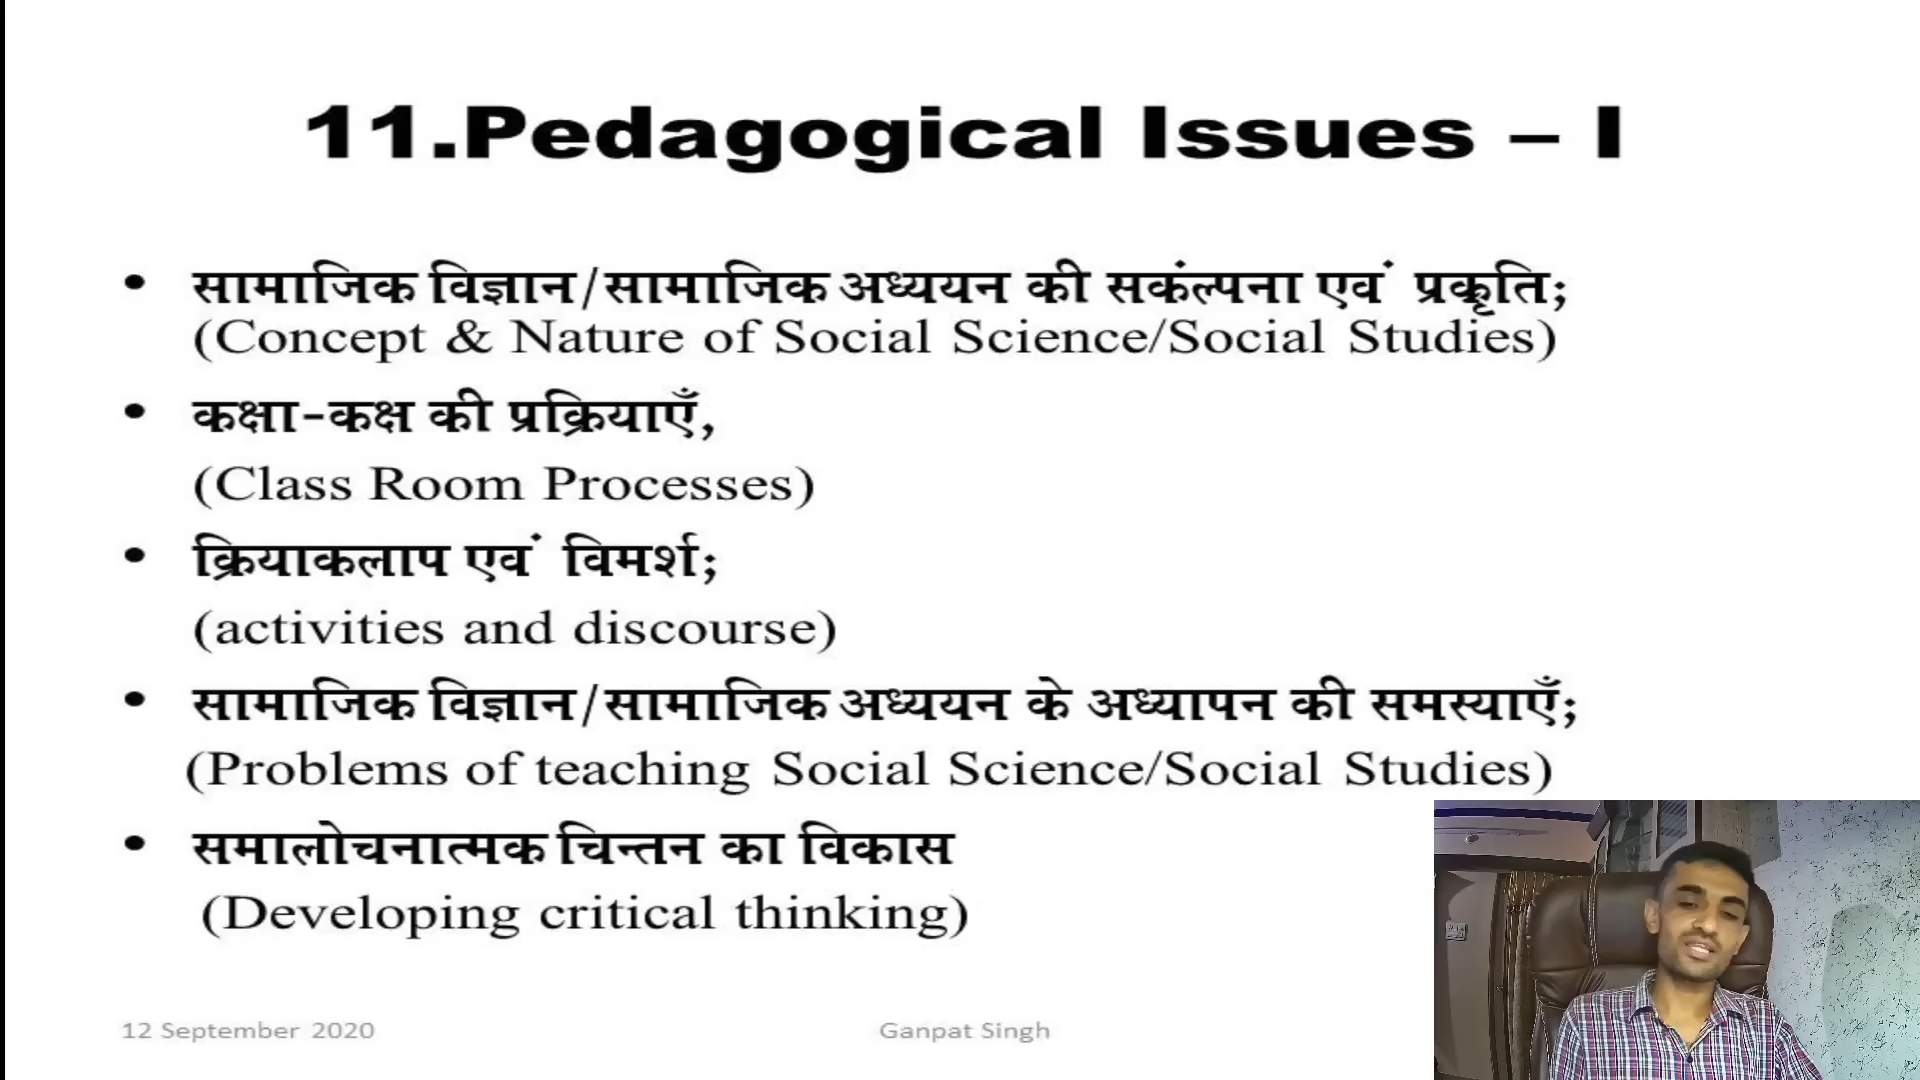 11.Pedagogical Issues – I
• सामाजिक विज्ञान/सामाजिक अध्ययन की सकंल्पना एवं प्रकृति;
(Concept & Nature of Social Science/Social Studies)
• कक्षा-कक्ष की प्रक्रियाएँ,
(Class Room Processes)
• क्रियाकलाप एवं विमर्श;
(activities and discourse)
• सामाजिक विज्ञान/सामाजिक अध्ययन के अध्यापन की समस्याएँ;
(Problems of teaching Social Science/Social Studies)
• समालोचनात्मक चिन्तन का विकास
(Developing critical thinking)
12 September 2020
Ganpat Singh